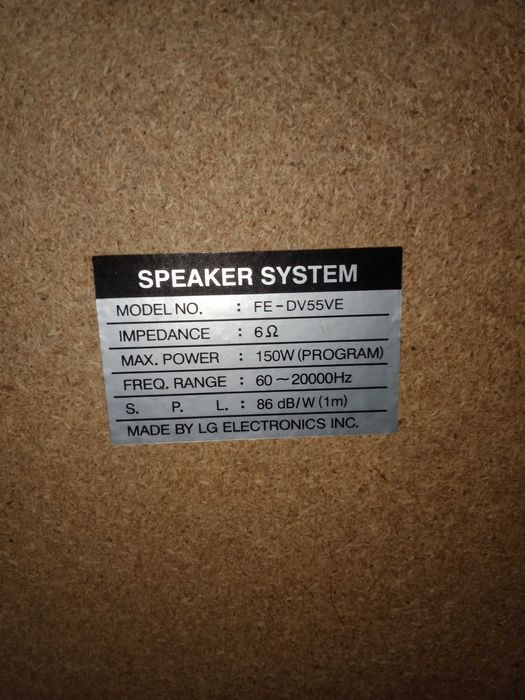 SPEAKER SYSTEM
MODEL NO. : FE-DV55VE
IMPEDANCE : 6Ω
MAX. POWER : 150W (PROGRAM)
FREQ. RANGE : 60~20000Hz
S. P. L. : 86 dB/W (1m)
MADE BY LG ELECTRONICS INC.